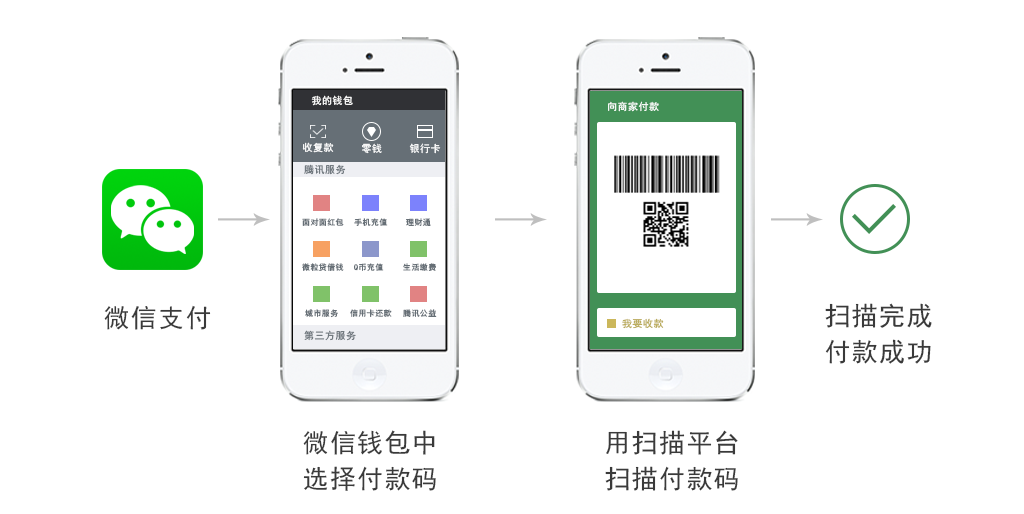 微信支付
我的钱包
收复款 零钱 银行卡
腾讯服务
面对面红包 手机充值 理财通
微粒贷借钱 Q币充值 生活缴费
城市服务 信用卡还款 腾讯公益
第三方服务
微信钱包中
选择付款码
向商家付款
我要收款
用扫描平台
扫描付款码
扫描完成
付款成功